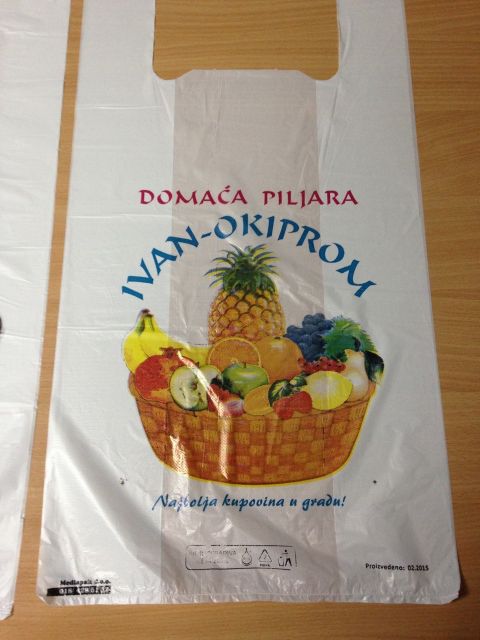 DOMAĆA PILJARA
IVAN-OKIPROM
Najbolja kupovina u gradu!
Mediapak d.o.o.
Proizvedeno: 02.2015